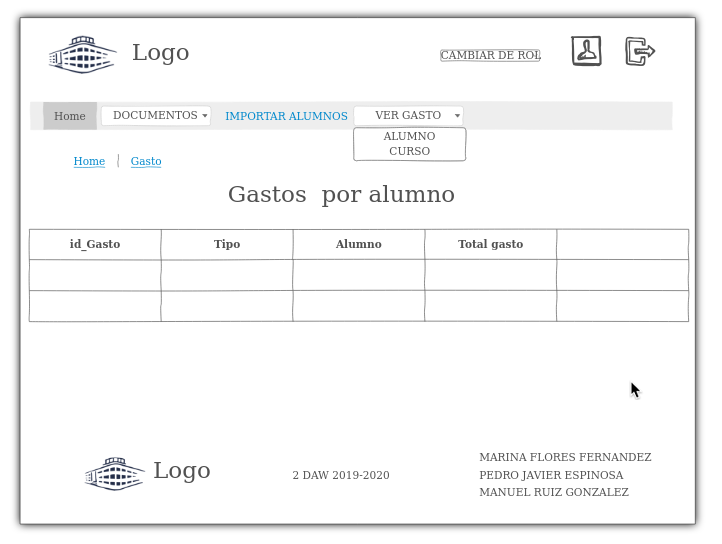 Logo
CAMBIAR DE ROL
Home
DOCUMENTOS
IMPORTAR ALUMNOS
VER GASTO
ALUMNO
CURSO
Home
Gasto
Gastos por alumno
id_Gasto
Tipo
Alumno
Total gasto
Logo
2 DAW 2019-2020
MARINA FLORES FERNANDEZ
PEDRO JAVIER ESPINOSA
MANUEL RUIZ GONZALEZ